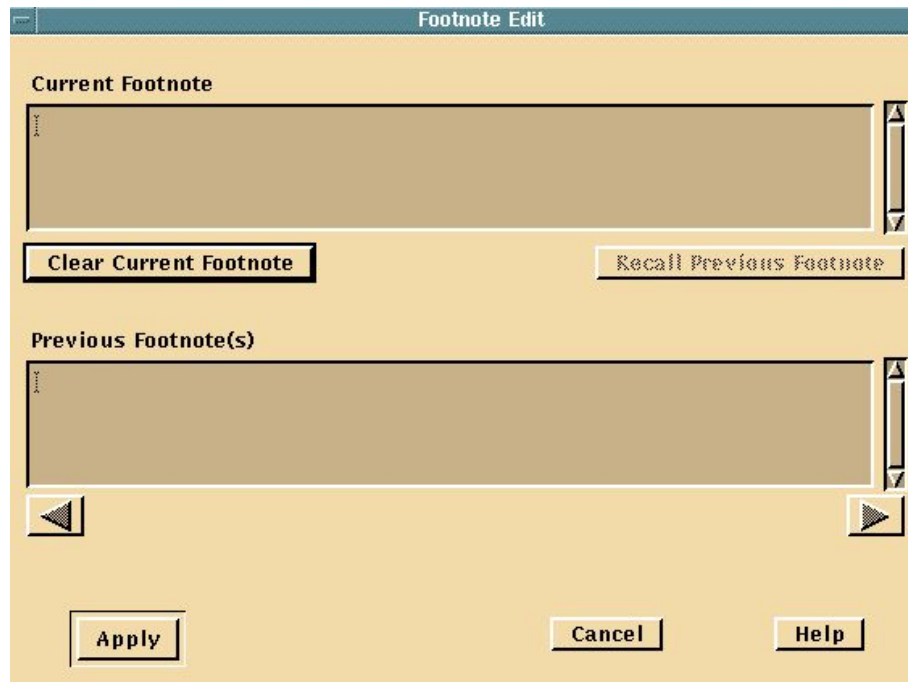 Footnote Edit
Current Footnote
Clear Current Footnote
Recall Previous Footnote
Previous Footnote(s)
Apply
Cancel
Help